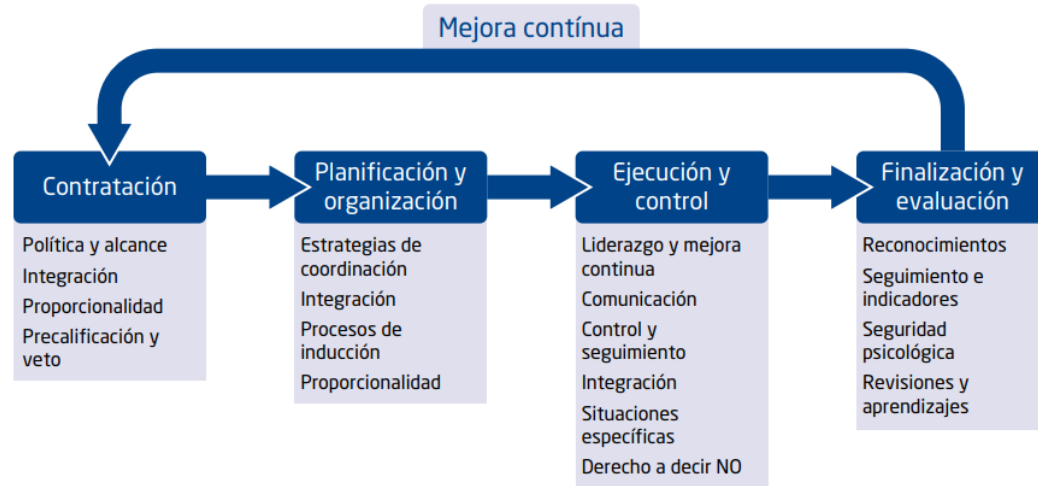 Mejora contínua
Contratación
Política y alcance
Integración
Proporcionalidad
Precalificación y
veto
Planificación y
organización
Estrategias de
coordinación
Integración
Procesos de
inducción
Proporcionalidad
Ejecución y
control
Liderazgo y mejora
continua
Comunicación
Control y
seguimiento
Integración
Situaciones
específicas
Derecho a decir NO
Finalización y
evaluación
Reconocimientos
Seguimiento e
indicadores
Seguridad
psicológica
Revisiones y
aprendizajes